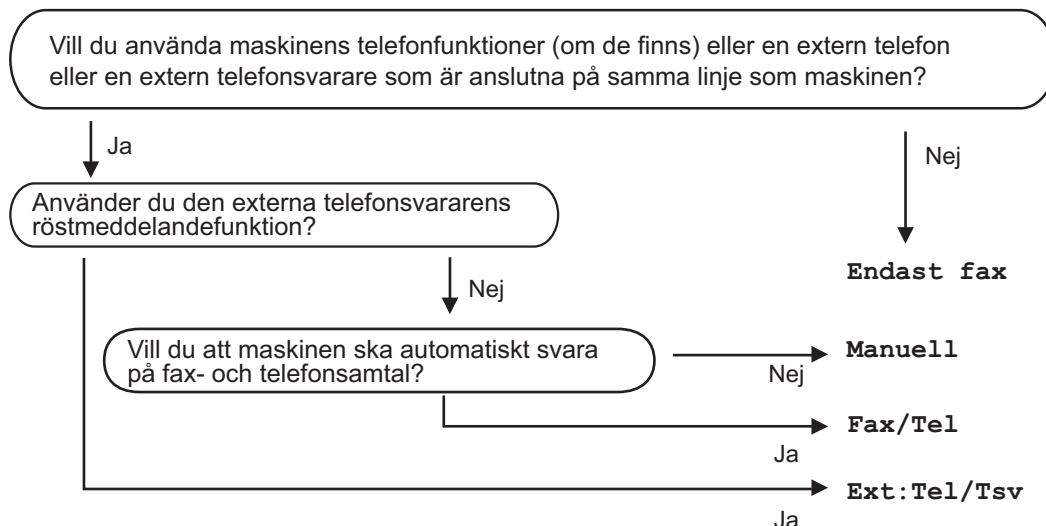 Vill du använda maskinens telefonfunktioner (om de finns) eller en extern telefon
eller en extern telefonsvarare som är anslutna på samma linje som maskinen?
Ja
Nej
Använder du den externa telefonsvararens
röstmeddelandefunktion?
Endast fax
Nej
Vill du att maskinen ska automatiskt svara
på fax- och telefonsamtal?
Manuell
Nej
Fax/Tel
Ja
Ext:Tel/Tsv
Ja